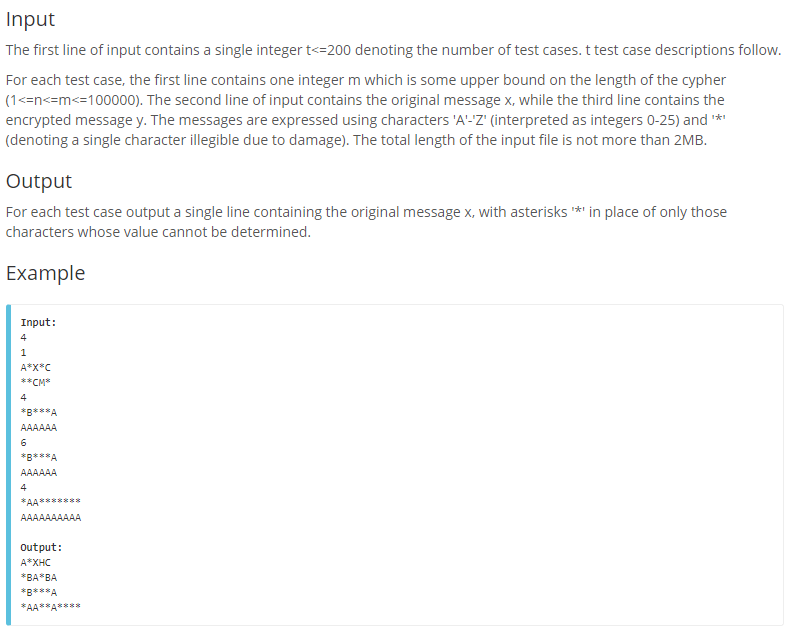 Input
The first line of input contains a single integer t<=200 denoting the number of test cases. t test case descriptions follow.
For each test case, the first line contains one integer m which is some upper bound on the length of the cypher
(1<=n<=m<=100000). The second line of input contains the original message x, while the third line contains the
encrypted message y. The messages are expressed using characters 'A'-'Z' (interpreted as integers 0-25) and '*'
(denoting a single character illegible due to damage). The total length of the input file is not more than 2MB.
Output
For each test case output a single line containing the original message x, with asterisks '*' in place of only those
characters whose value cannot be determined.
Example
Input:
4
1
A*X*C
**CM*
4
*B***A
AAAAAA
6
*B***A
AAAAAA
4
*AA*******
AAAAAAAAAA
Output:
A*XHC
*BA*BA
*B***A
*AA**A****